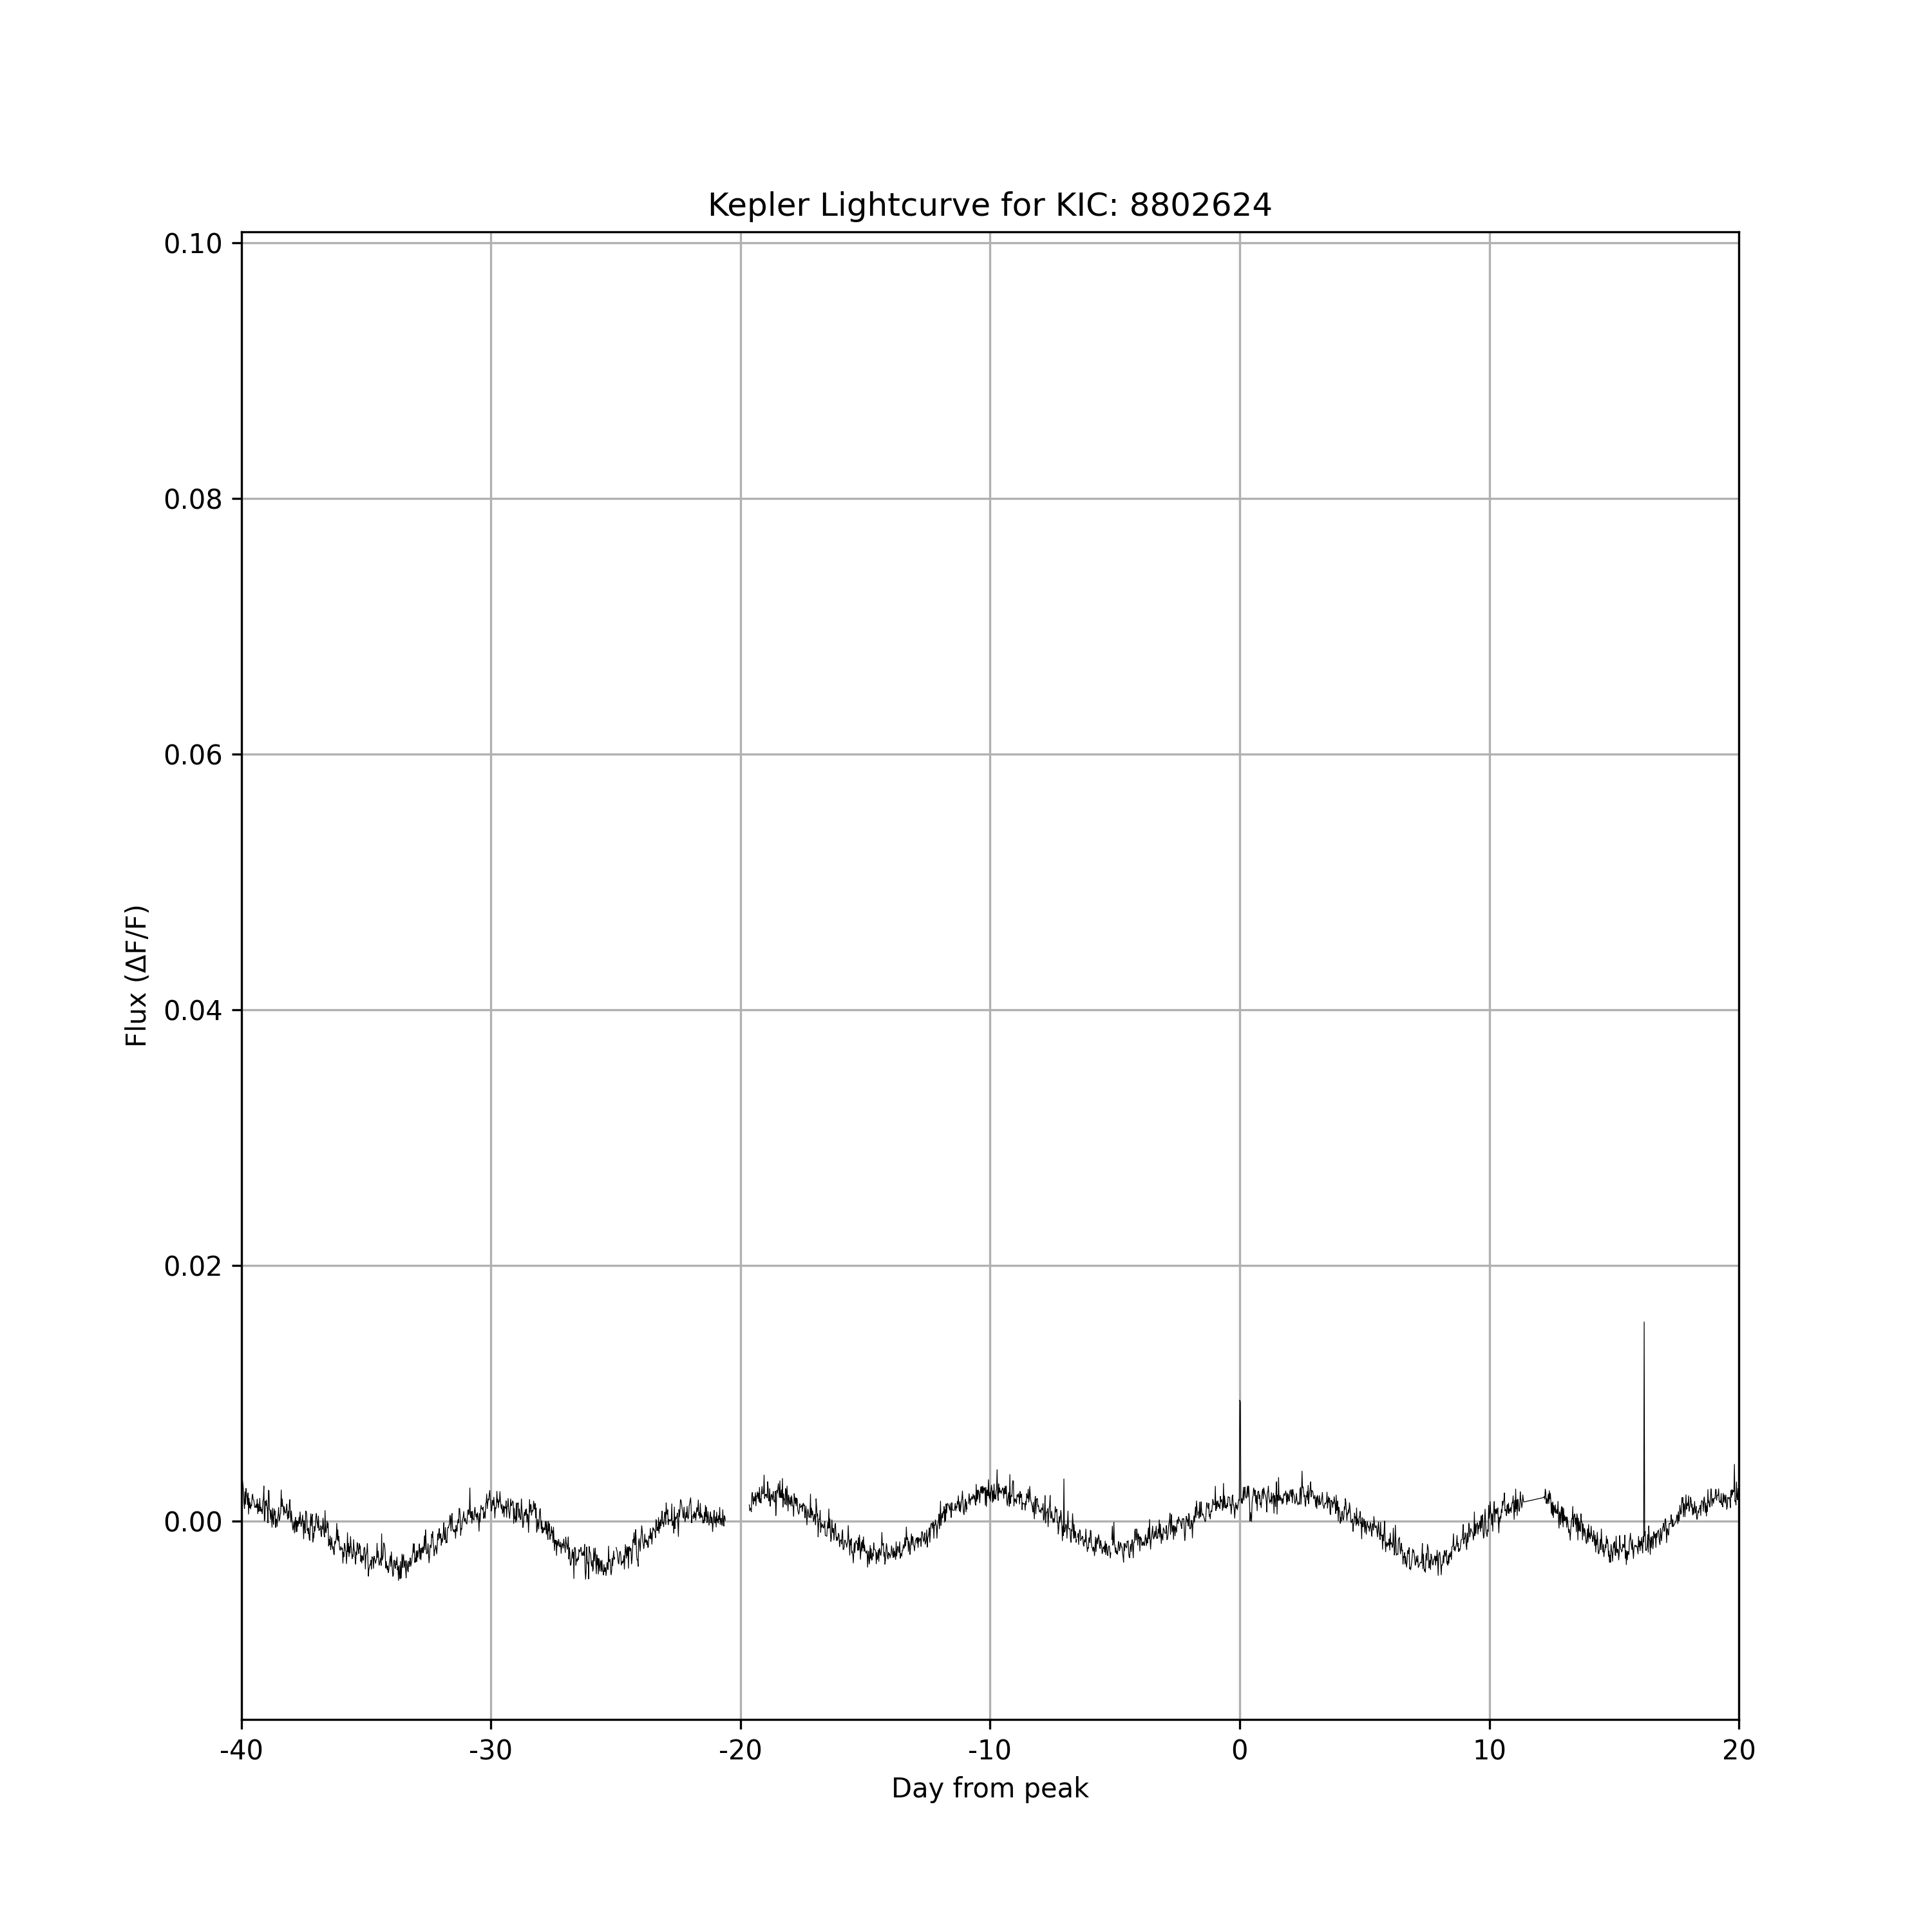 Kepler Lightcurve for KIC: 8802624
0.10
0.08
0.06
0.04
0.02
0.00
Flux (ΔF/F)
-40 -30 -20 -10 0 10 20
Day from peak